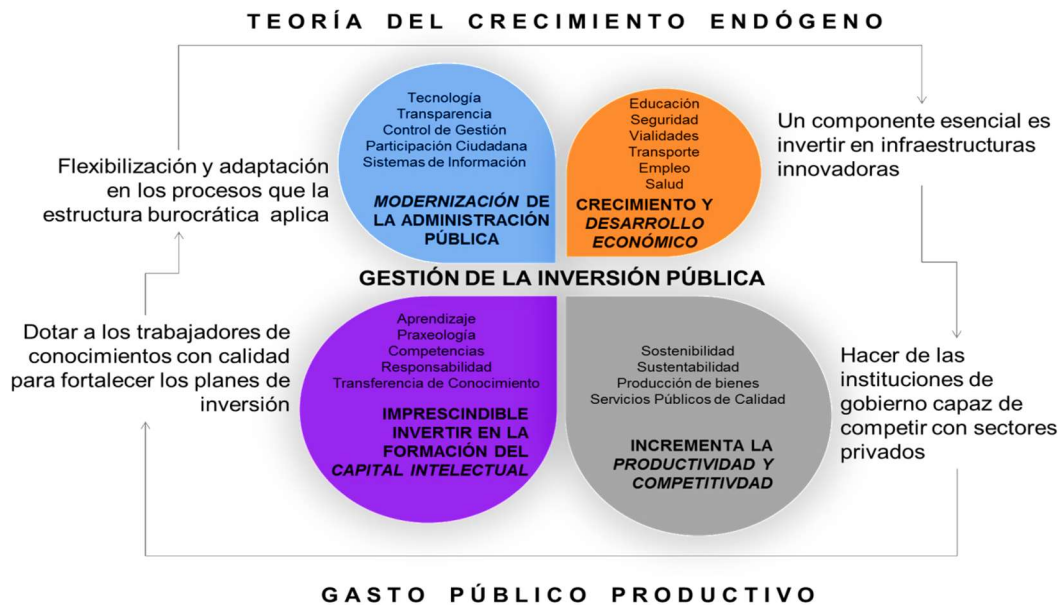 TEORÍA DEL CRECIMIENTO ENDÓGENO
Tecnología
Transparencia
Control de Gestión
Participación Ciudadana
Sistemas de Información
MODERNIZACIÓN DE
LA ADMINISTRACIÓN
PÚBLICA
Educación
Seguridad
Vialidades
Transporte
Empleo
Salud
CRECIMIENTO Y
DESARROLLO
ECONÓMICO
Flexibilización y adaptación
en los procesos que la
estructura burocrática aplica
Un componente esencial es
invertir en infraestructuras
innovadoras
GESTIÓN DE LA INVERSIÓN PÚBLICA
Dotar a los trabajadores de
conocimientos con calidad
para fortalecer los planes de
inversión
Aprendizaje
Praxeología
Competencias
Responsabilidad
Transferencia de Conocimiento
IMPRESCINDIBLE
INVERTIR EN LA
FORMACIÓN DEL
CAPITAL INTELECTUAL
Sostenibilidad
Sustentabilidad
Producción de bienes
Servicios Públicos de Calidad
INCREMENTA LA
PRODUCTIVIDAD Y
COMPETITIVDAD
Hacer de las
instituciones de
gobierno capaz de
competir con sectores
privados
GASTO PÚBLICO PRODUCTIVO